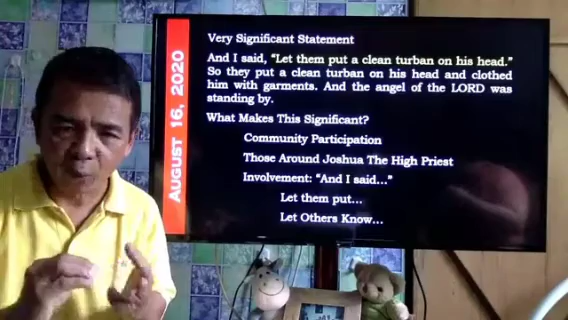 AUGUST 16, 2020
Very Significant Statement
And I said, “Let them put a clean turban on his head.”
So they put a clean turban on his head and clothed
him with garments. And the angel of the LORD was
standing by.
What Makes This Significant?
Community Participation
Those Around Joshua The High Priest
Involvement: “And I said...”
Let them put...
Let Others Know...